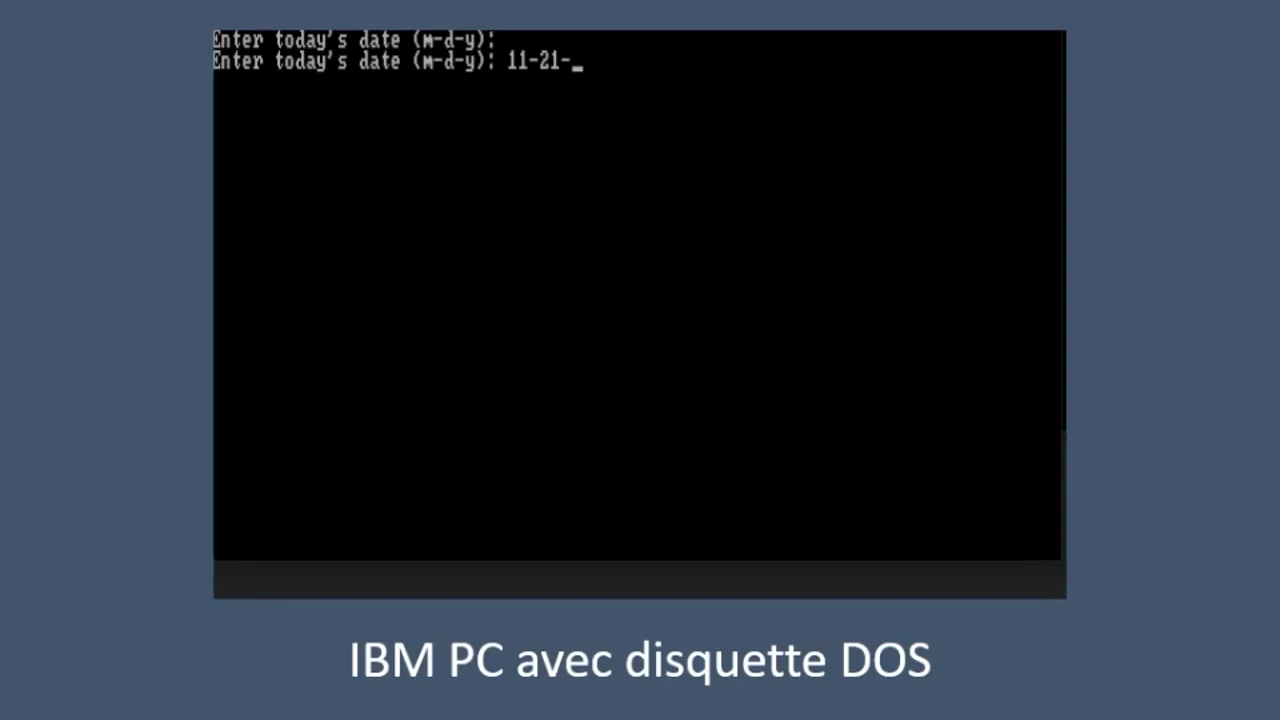 Enter today's date (m-d-y):
Enter today's date (m-d-y): 11-21-_
IBM PC avec disquette DOS